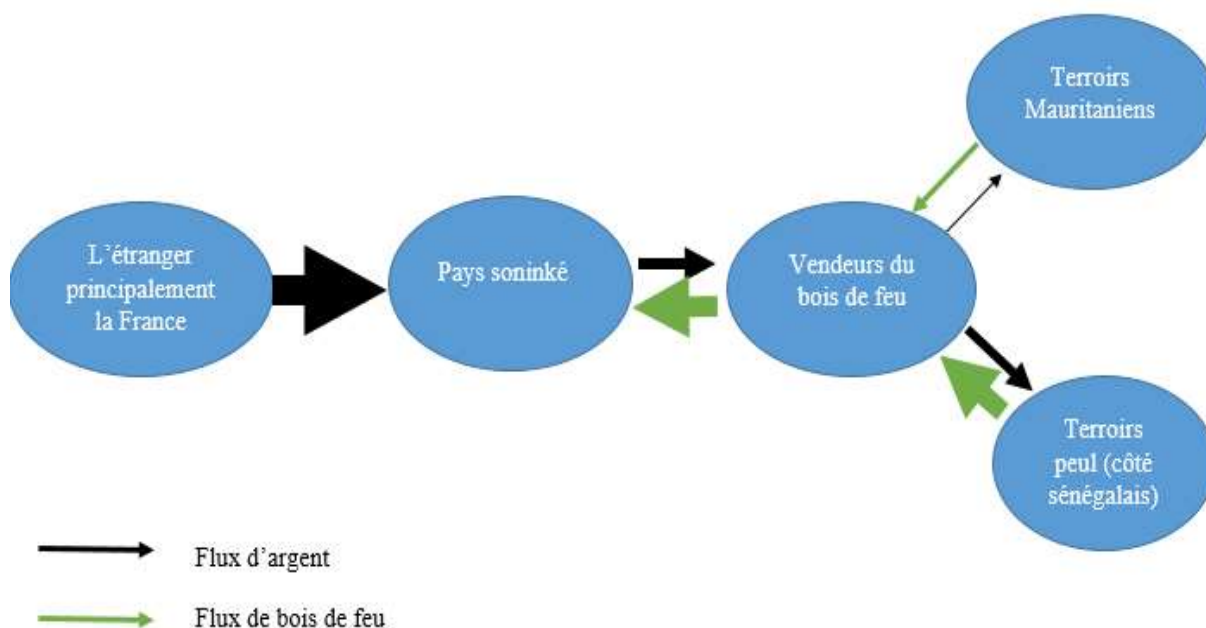 Terroirs
Mauritaniens
L'étranger
principalement
la France
Pays soninké
Vendeurs du
bois de feu
Terroirs
peul (côté
sénégalais)
Flux d'argent
Flux de bois de feu